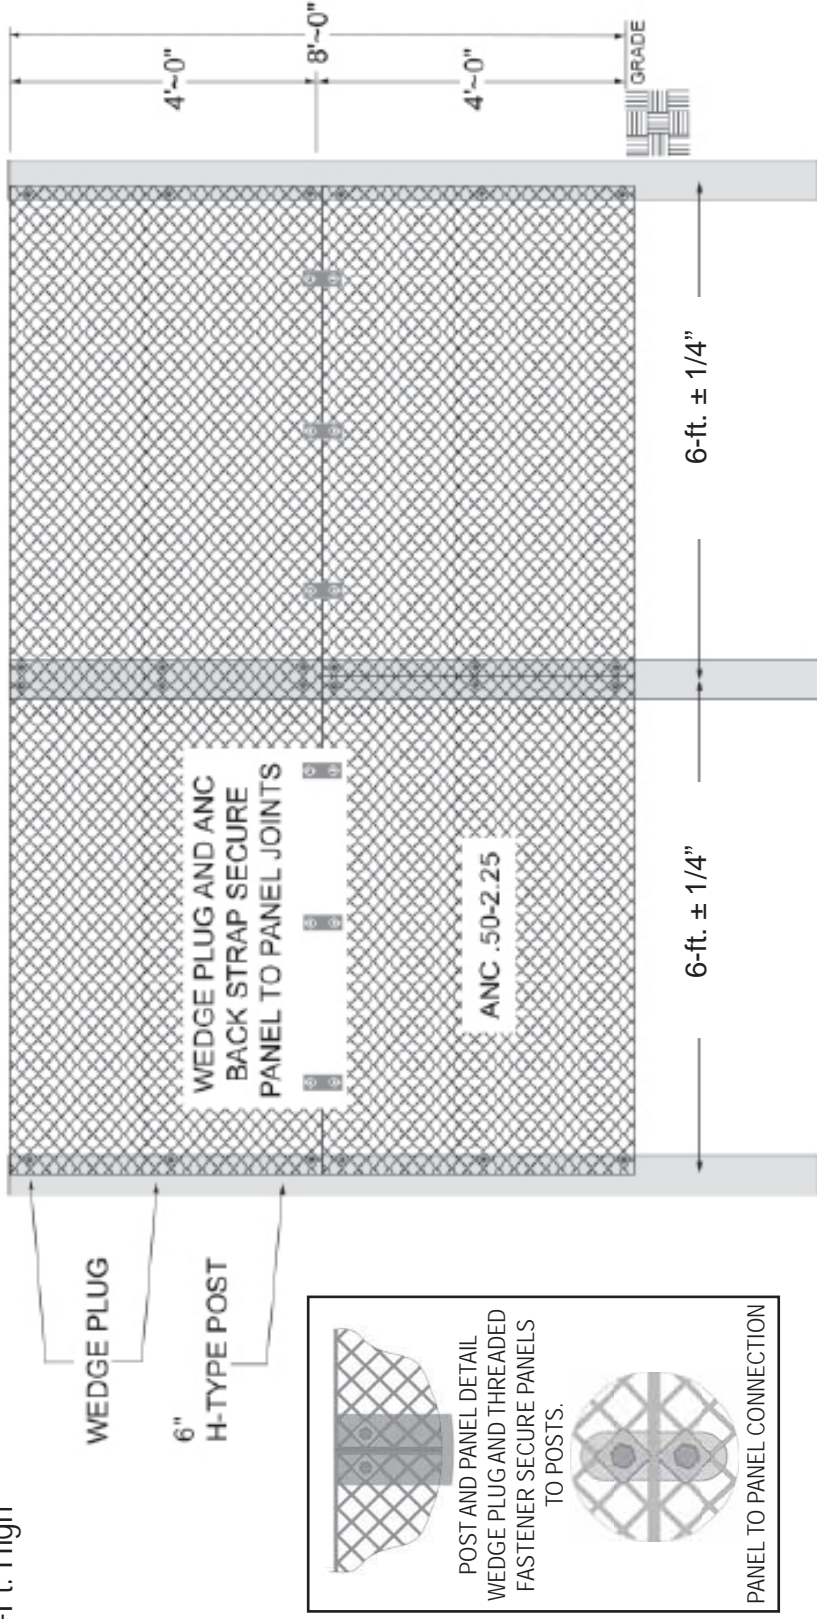 -Ft. High
WEDGE PLUG
6"
H-TYPE POST
WEDGE PLUG AND ANC
BACK STRAP SECURE
PANEL TO PANEL JOINTS
ANC .50-2.25
4'~0"
8'~0"
4'~0"
GRADE
6-ft. ± 1/4”
6-ft. ± 1/4”
POST AND PANEL DETAIL
WEDGE PLUG AND THREADED
FASTENER SECURE PANELS
TO POSTS.
PANEL TO PANEL CONNECTION